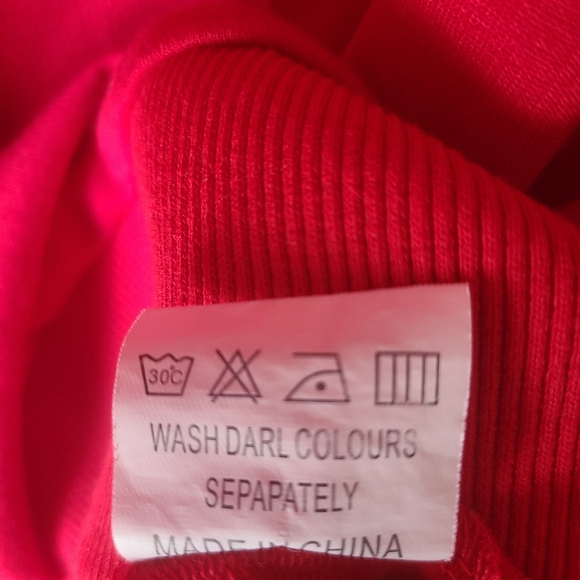 30°C
WASH DARL COLOURS
SEPAPATELY
MADE IN CHINA